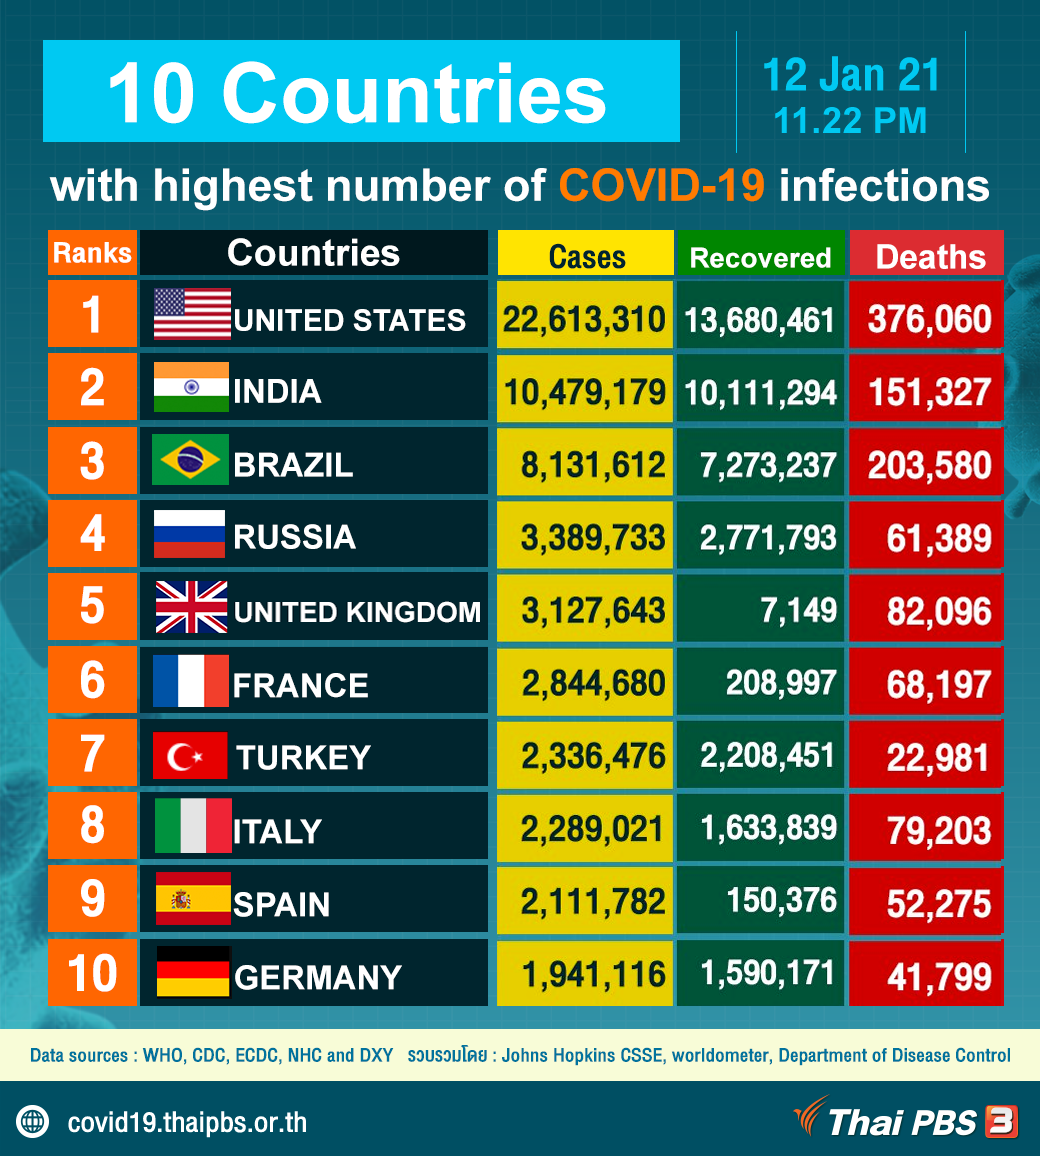 10 Countries
12 Jan 21
11.22 PM
with highest number of COVID-19 infections
Ranks Countries Cases Recovered Deaths
1 UNITED STATES 22,613,310 13,680,461 376,060
2 INDIA 10,479,179 10,111,294 151,327
3 BRAZIL 8,131,612 7,273,237 203,580
4 RUSSIA 3,389,733 2,771,793 61,389
5 UNITED KINGDOM 3,127,643 7,149 82,096
6 FRANCE 2,844,680 208,997 68,197
7 TURKEY 2,336,476 2,208,451 22,981
8 ITALY 2,289,021 1,633,839 79,203
9 SPAIN 2,111,782 150,376 52,275
10 GERMANY 1,941,116 1,590,171 41,799
Data sources : WHO, CDC, ECDC, NHC and DXY รวบรวมโดย : Johns Hopkins CSSE, worldometer, Department of Disease Control
covid19.thaipbs.or.th
Thai PBS 3